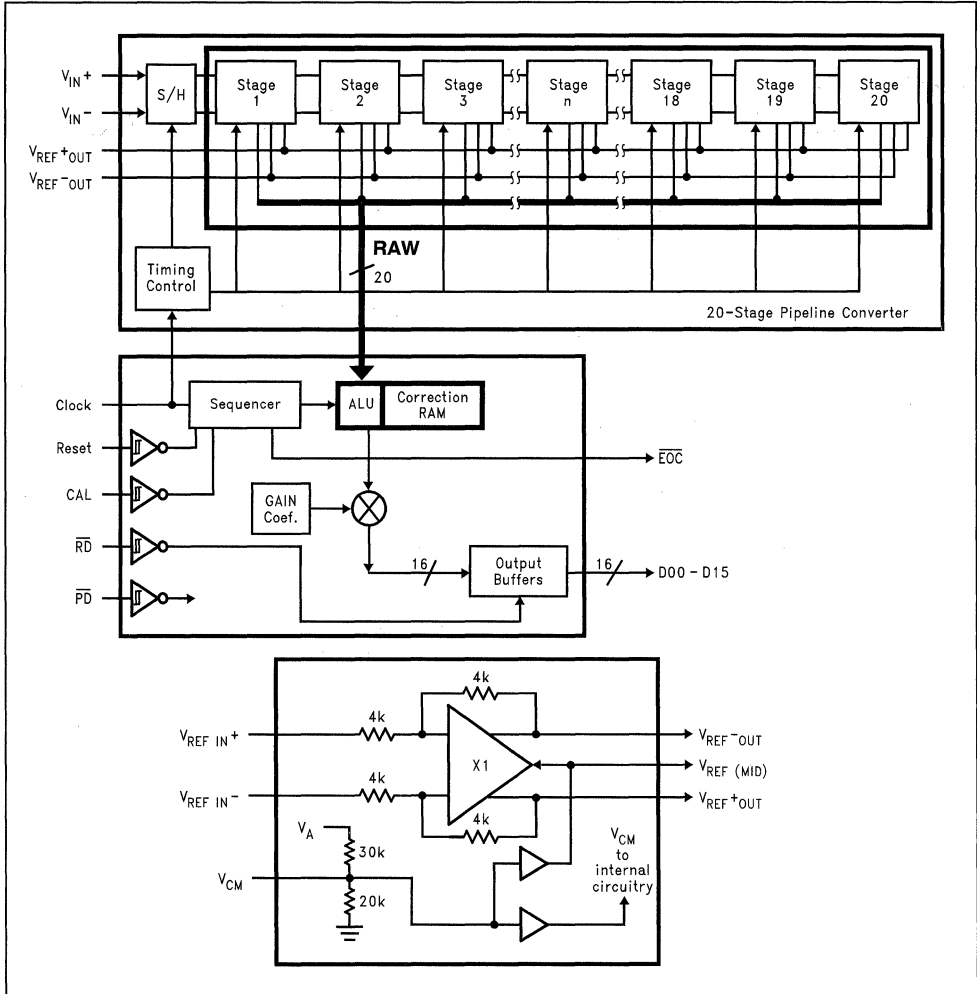 V_IN+
V_IN−
S/H
Stage 1
Stage 2
Stage 3
Stage n
Stage 18
Stage 19
Stage 20
V_REF+OUT
V_REF−OUT
RAW
20
Timing Control
20-Stage Pipeline Converter
Clock
Sequencer
ALU
Correction RAM
Reset
E̅O̅C̅
CAL
GAIN Coef.
R̅D̅
16
Output Buffers
16
D00 - D15
P̅D̅
4k
V_REF IN+
4k
V_REF−OUT
X1
V_REF (MID)
V_REF IN−
4k
V_REF+OUT
4k
V_A
30k
V_CM to internal circuitry
V_CM
20k